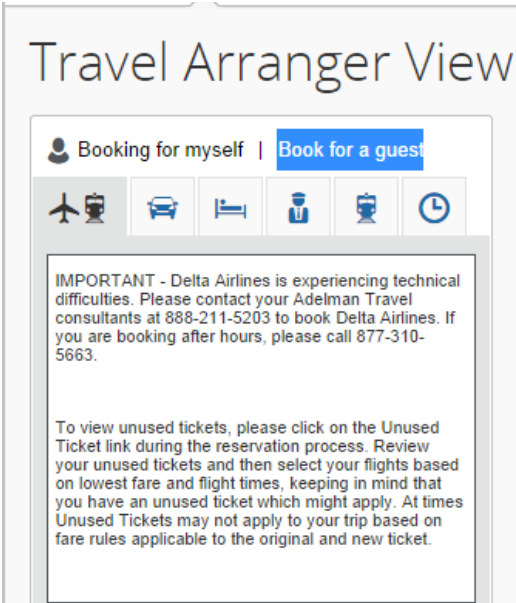 Travel Arranger View
Booking for myself | Book for a guest
IMPORTANT - Delta Airlines is experiencing technical
difficulties. Please contact your Adelman Travel
consultants at 888-211-5203 to book Delta Airlines. If
you are booking after hours, please call 877-310-
5663.
To view unused tickets, please click on the Unused
Ticket link during the reservation process. Review
your unused tickets and then select your flights based
on lowest fare and flight times, keeping in mind that
you have an unused ticket which might apply. At times
Unused Tickets may not apply to your trip based on
fare rules applicable to the original and new ticket.